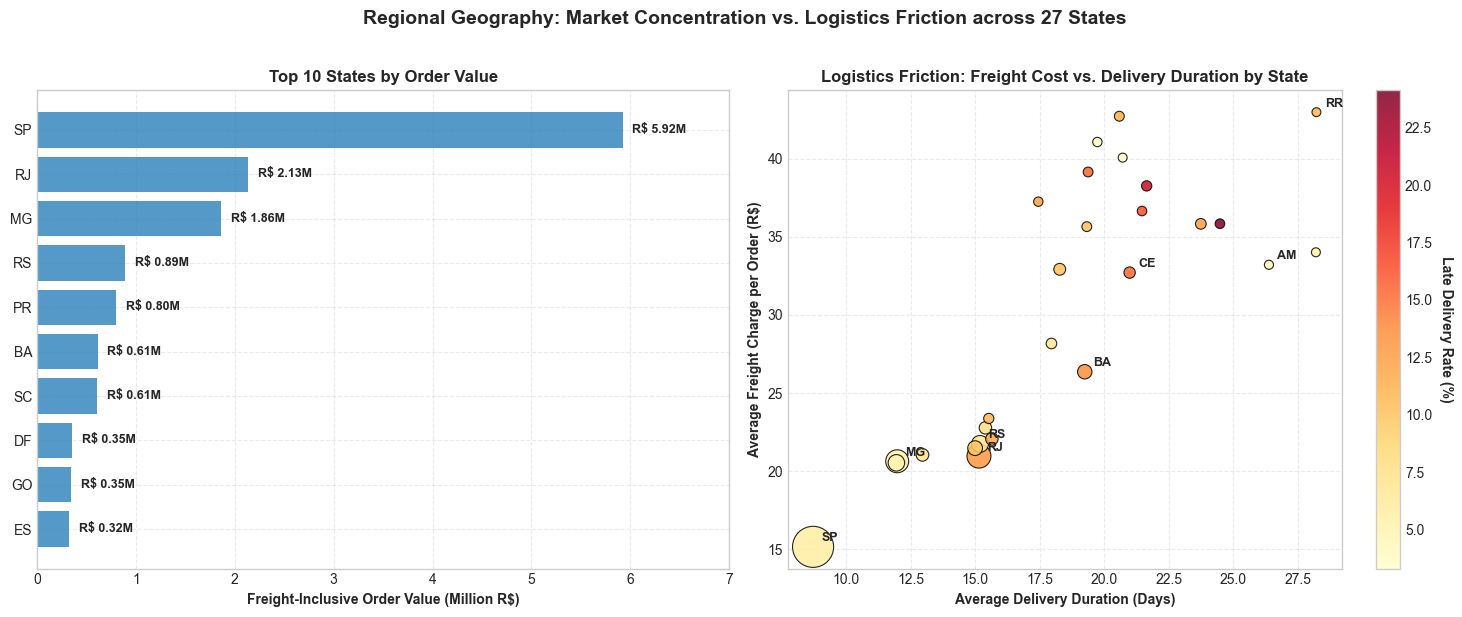 Regional Geography: Market Concentration vs. Logistics Friction across 27 States
Top 10 States by Order Value
SP
R$ 5.92M
RJ
R$ 2.13M
MG
R$ 1.86M
RS
R$ 0.89M
PR
R$ 0.80M
BA
R$ 0.61M
SC
R$ 0.61M
DF
R$ 0.35M
GO
R$ 0.35M
ES
R$ 0.32M
0 1 2 3 4 5 6 7
Freight-Inclusive Order Value (Million R$)
Logistics Friction: Freight Cost vs. Delivery Duration by State
Average Freight Charge per Order (R$)
40
35
30
25
20
15
RR
AM
CE
BA
RS
RJ
MG
SP
10.0 12.5 15.0 17.5 20.0 22.5 25.0 27.5
Average Delivery Duration (Days)
22.5
20.0
17.5
15.0
12.5
10.0
7.5
5.0
Late Delivery Rate (%)